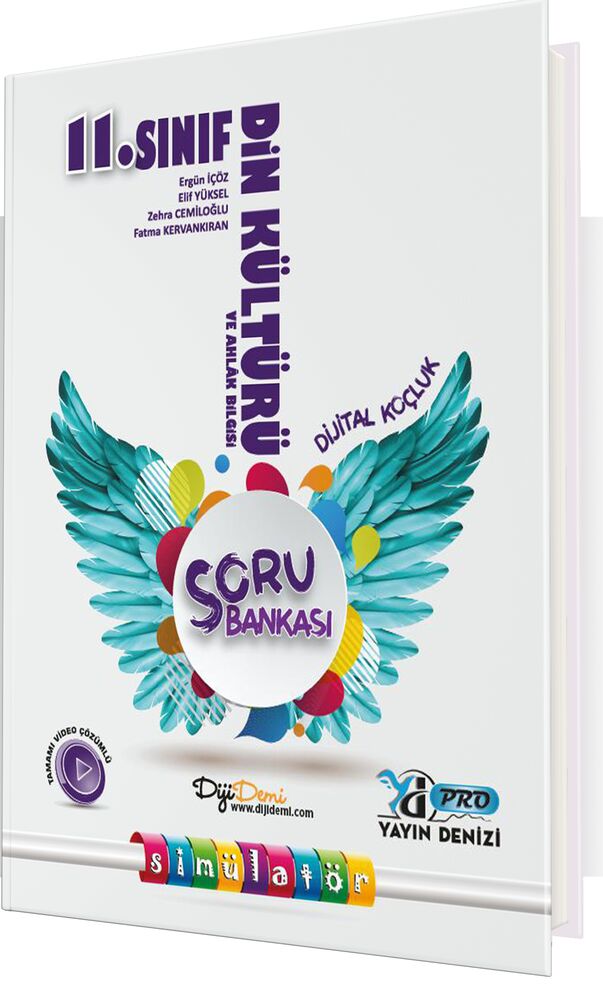 11.SINIF
Ergün İÇÖZ
Elif YÜKSEL
Zehra CEMİLOĞLU
Fatma KERVANKIRAN
DİN KÜLTÜRÜ
VE AHLAK BİLGİSİ
DİJİTAL KOÇLUK
SORU
BANKASI
TAMAMI VİDEO ÇÖZÜMLÜ
DijiDemi
www.dijidemi.com
yd PRO
YAYIN DENİZİ
simülatör